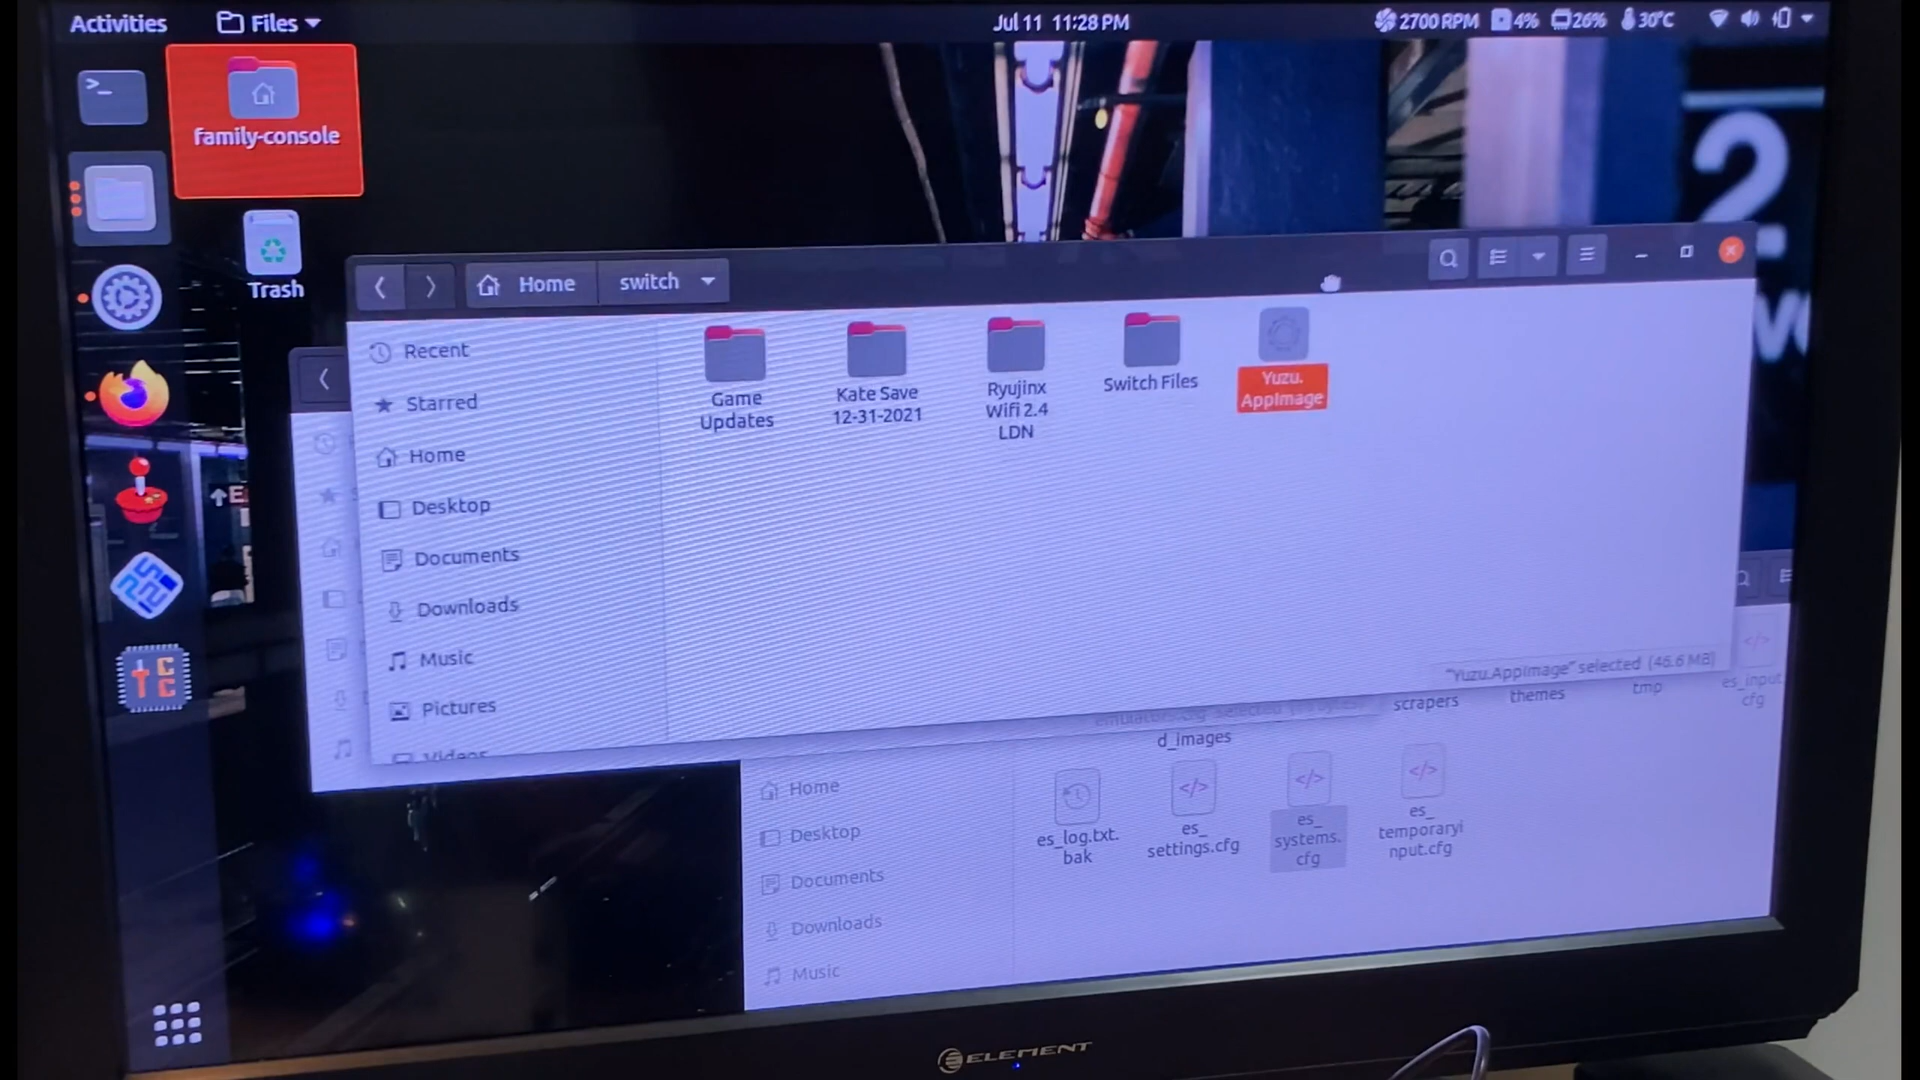 Activities
Files
Jul 11 11:28 PM
2700 RPM
4%
26%
30°C
family-console
Trash
Home
switch
Recent
Starred
Home
Desktop
Documents
Downloads
Music
Pictures
Videos
Game
Updates
Kate Save
12-31-2021
Ryujinx
Wifi 2.4
LDN
Switch Files
Yuzu.
AppImage
"Yuzu.AppImage" selected (46.6 MB)
2
scrapers
themes
tmp
es_input.
cfg
d_images
Home
Desktop
Documents
Downloads
Music
es_log.txt.
bak
es_
settings.cfg
es_
systems.
cfg
es_
temporaryi
nput.cfg
TC
CC
ELEMENT